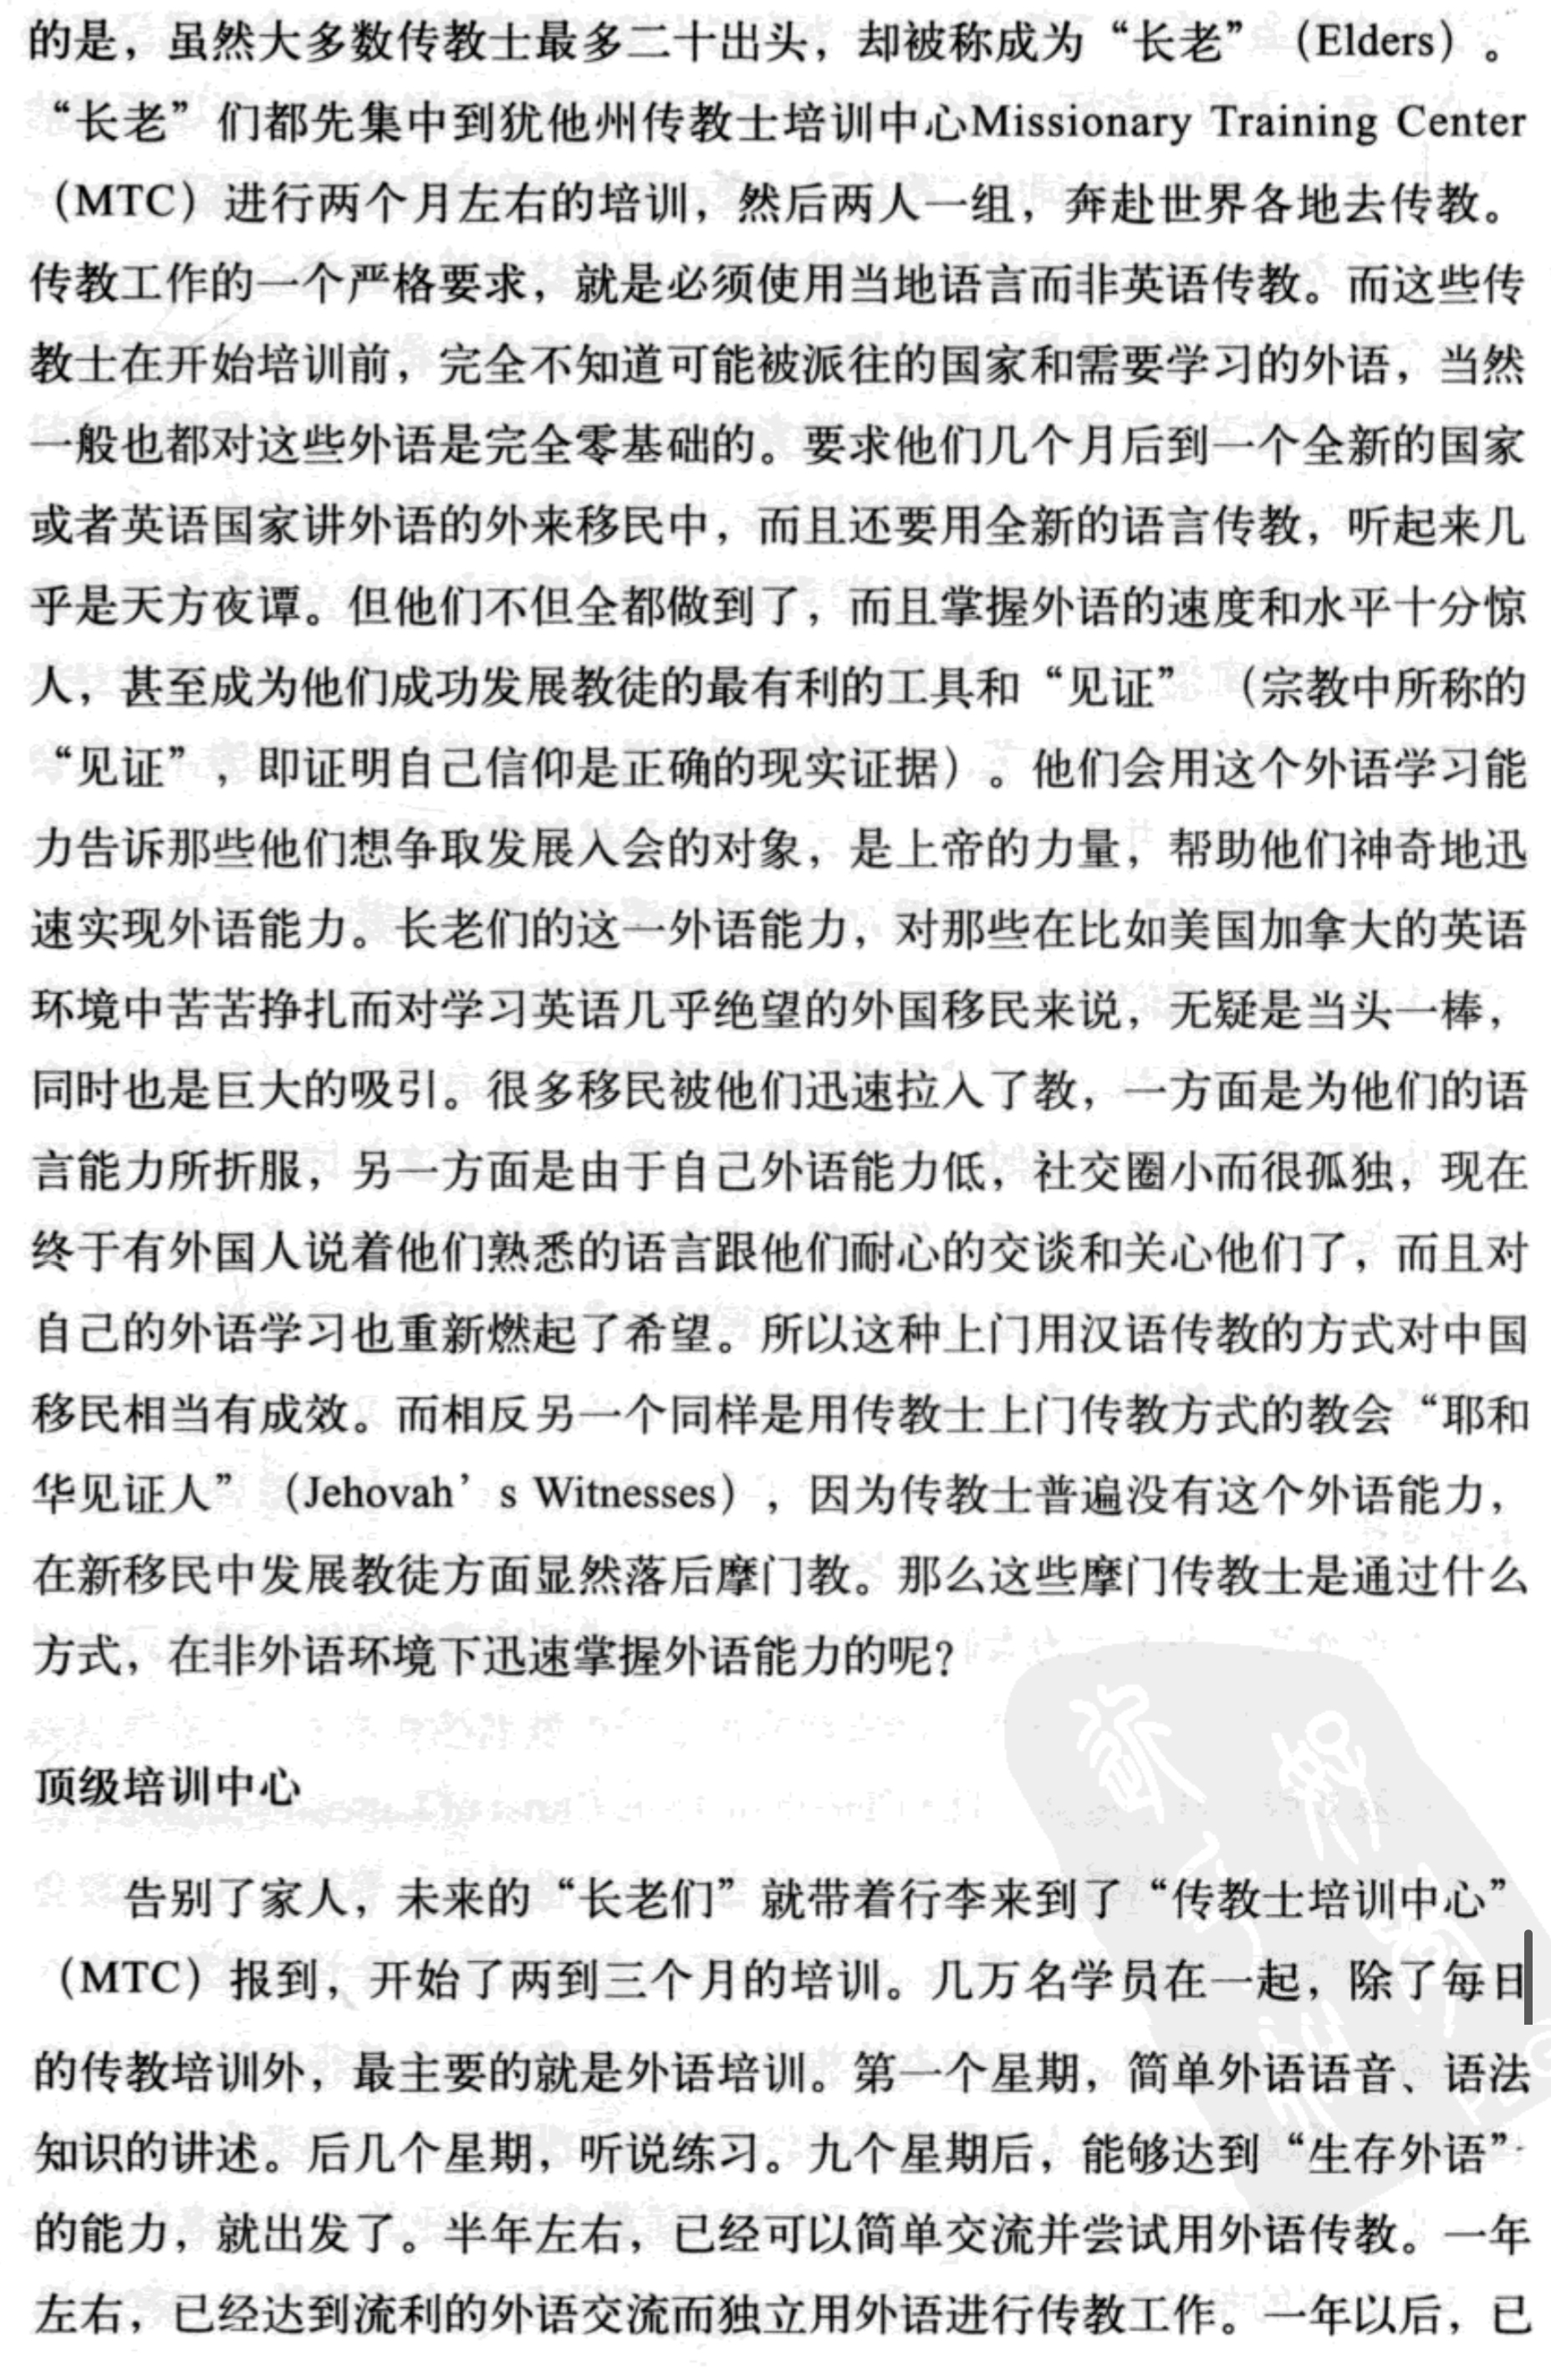 的是，虽然大多数传教士最多二十出头，却被称成为“长老”（Elders）。
“长老”们都先集中到犹他州传教士培训中心Missionary Training Center
（MTC）进行两个月左右的培训，然后两人一组，奔赴世界各地去传教。
传教工作的一个严格要求，就是必须使用当地语言而非英语传教。而这些传
教士在开始培训前，完全不知道可能被派往的国家和需要学习的外语，当然
一般也都对这些外语是完全零基础的。要求他们几个月后到一个全新的国家
或者英语国家讲外语的外来移民中，而且还要用全新的语言传教，听起来几
乎是天方夜谭。但他们不但全都做到了，而且掌握外语的速度和水平十分惊
人，甚至成为他们成功发展教徒的最有利的工具和“见证”（宗教中所称的
“见证”，即证明自己信仰是正确的现实证据）。他们会用这个外语学习能
力告诉那些他们想争取发展入会的对象，是上帝的力量，帮助他们神奇地迅
速实现外语能力。长老们的这一外语能力，对那些在比如美国加拿大的英语
环境中苦苦挣扎而对学习英语几乎绝望的外国移民来说，无疑是当头一棒，
同时也是巨大的吸引。很多移民被他们迅速拉入了教，一方面是为他们的语
言能力所折服，另一方面是由于自己外语能力低，社交圈小而很孤独，现在
终于有外国人说着他们熟悉的语言跟他们耐心的交谈和关心他们了，而且对
自己的外语学习也重新燃起了希望。所以这种上门用汉语传教的方式对中国
移民相当有成效。而相反另一个同样是用传教士上门传教方式的教会“耶和
华见证人”（Jehovah’s Witnesses），因为传教士普遍没有这个外语能力，
在新移民中发展教徒方面显然落后摩门教。那么这些摩门传教士是通过什么
方式，在非外语环境下迅速掌握外语能力的呢？
顶级培训中心
告别了家人，未来的“长老们”就带着行李来到了“传教士培训中心”
（MTC）报到，开始了两到三个月的培训。几万名学员在一起，除了每日
的传教培训外，最主要的就是外语培训。第一个星期，简单外语语音、语法
知识的讲述。后几个星期，听说练习。九个星期后，能够达到“生存外语”
的能力，就出发了。半年左右，已经可以简单交流并尝试用外语传教。一年
左右，已经达到流利的外语交流而独立用外语进行传教工作。一年以后，已